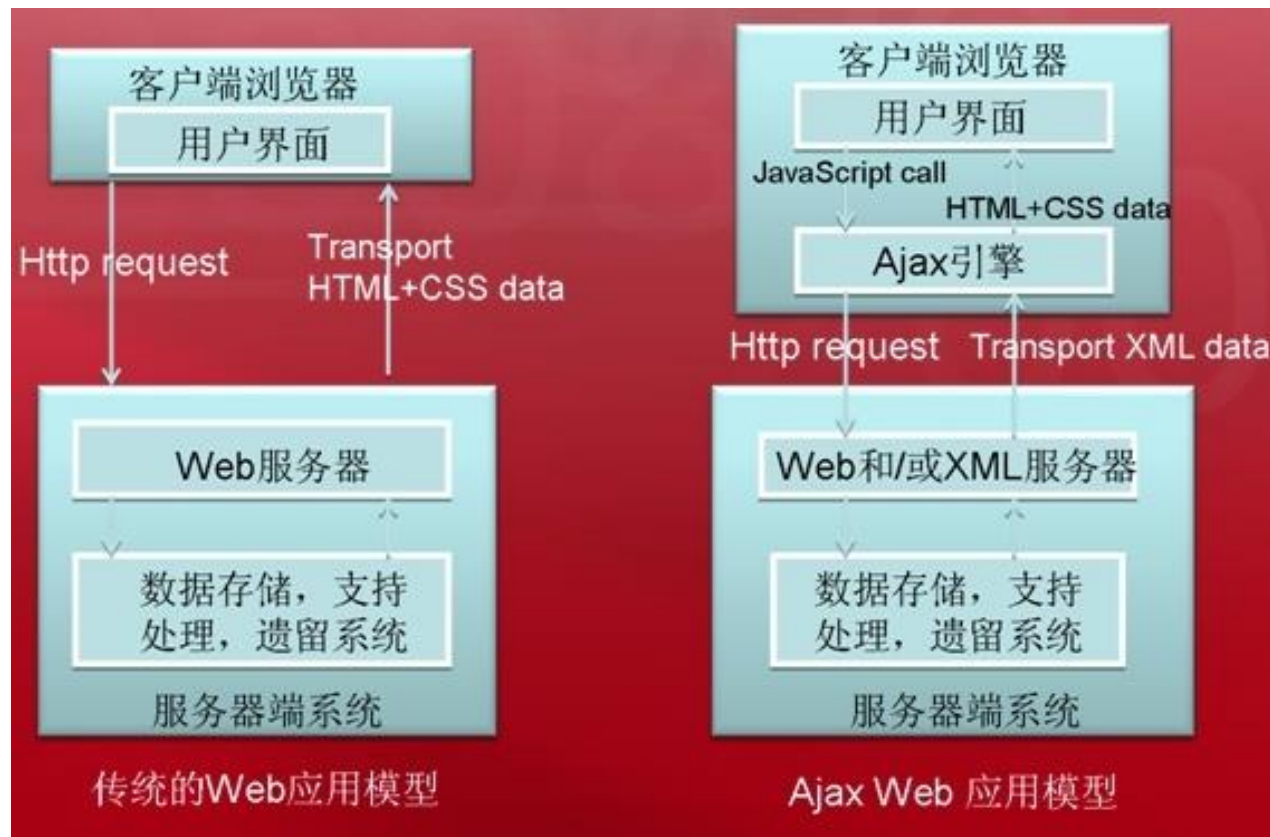 客户端浏览器
用户界面
Http request
Transport
HTML+CSS data
Web服务器
数据存储，支持
处理，遗留系统
服务器端系统
传统的Web应用模型
客户端浏览器
用户界面
JavaScript call
HTML+CSS data
Ajax引擎
Http request
Transport XML data
Web和/或XML服务器
数据存储，支持
处理，遗留系统
服务器端系统
Ajax Web 应用模型